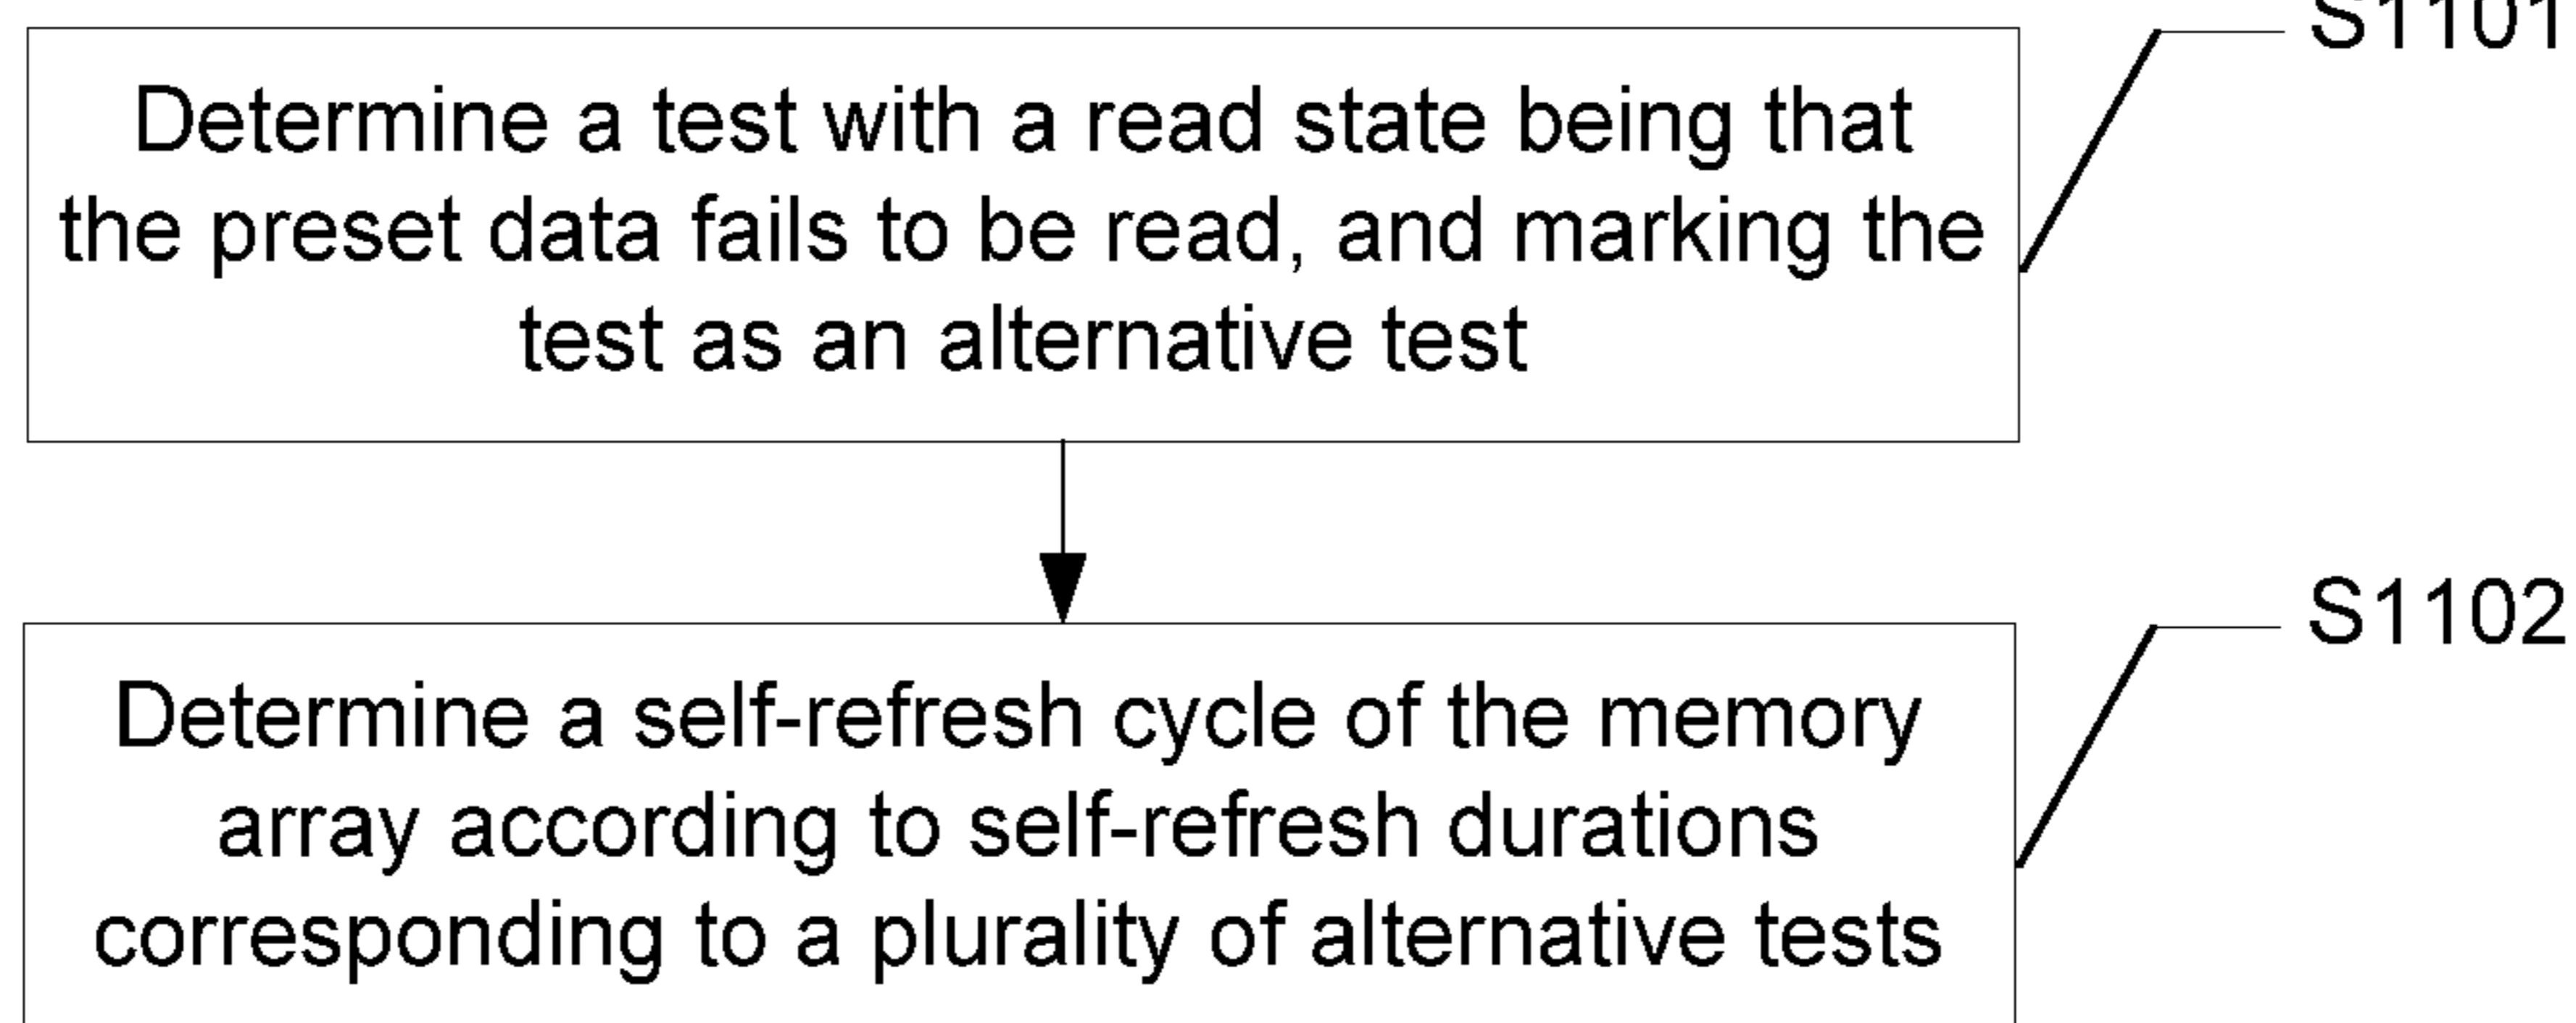 S1101
Determine a test with a read state being that
the preset data fails to be read, and marking the
test as an alternative test
S1102
Determine a self-refresh cycle of the memory
array according to self-refresh durations
corresponding to a plurality of alternative tests